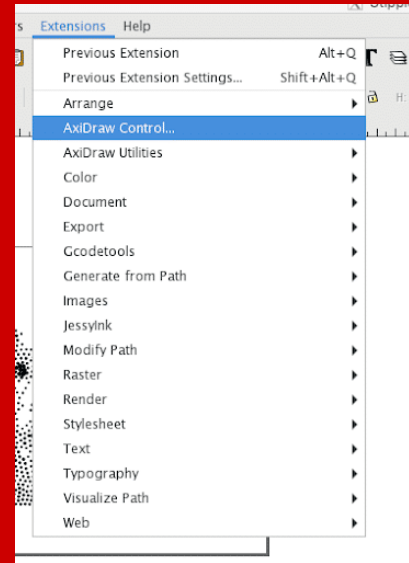 Extensions Help
Previous Extension Alt+Q
Previous Extension Settings... Shift+Alt+Q
Arrange
AxiDraw Control...
AxiDraw Utilities
Color
Document
Export
Gcodetools
Generate from Path
Images
JessyInk
Modify Path
Raster
Render
Stylesheet
Text
Typography
Visualize Path
Web
H: